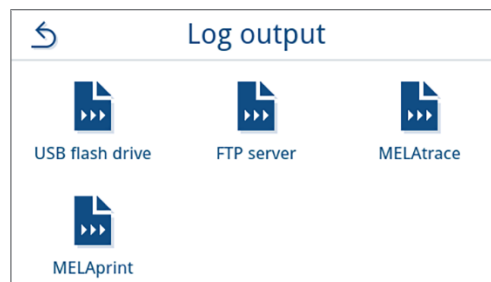 Log output
USB flash drive
FTP server
MELAtrace
MELAprint